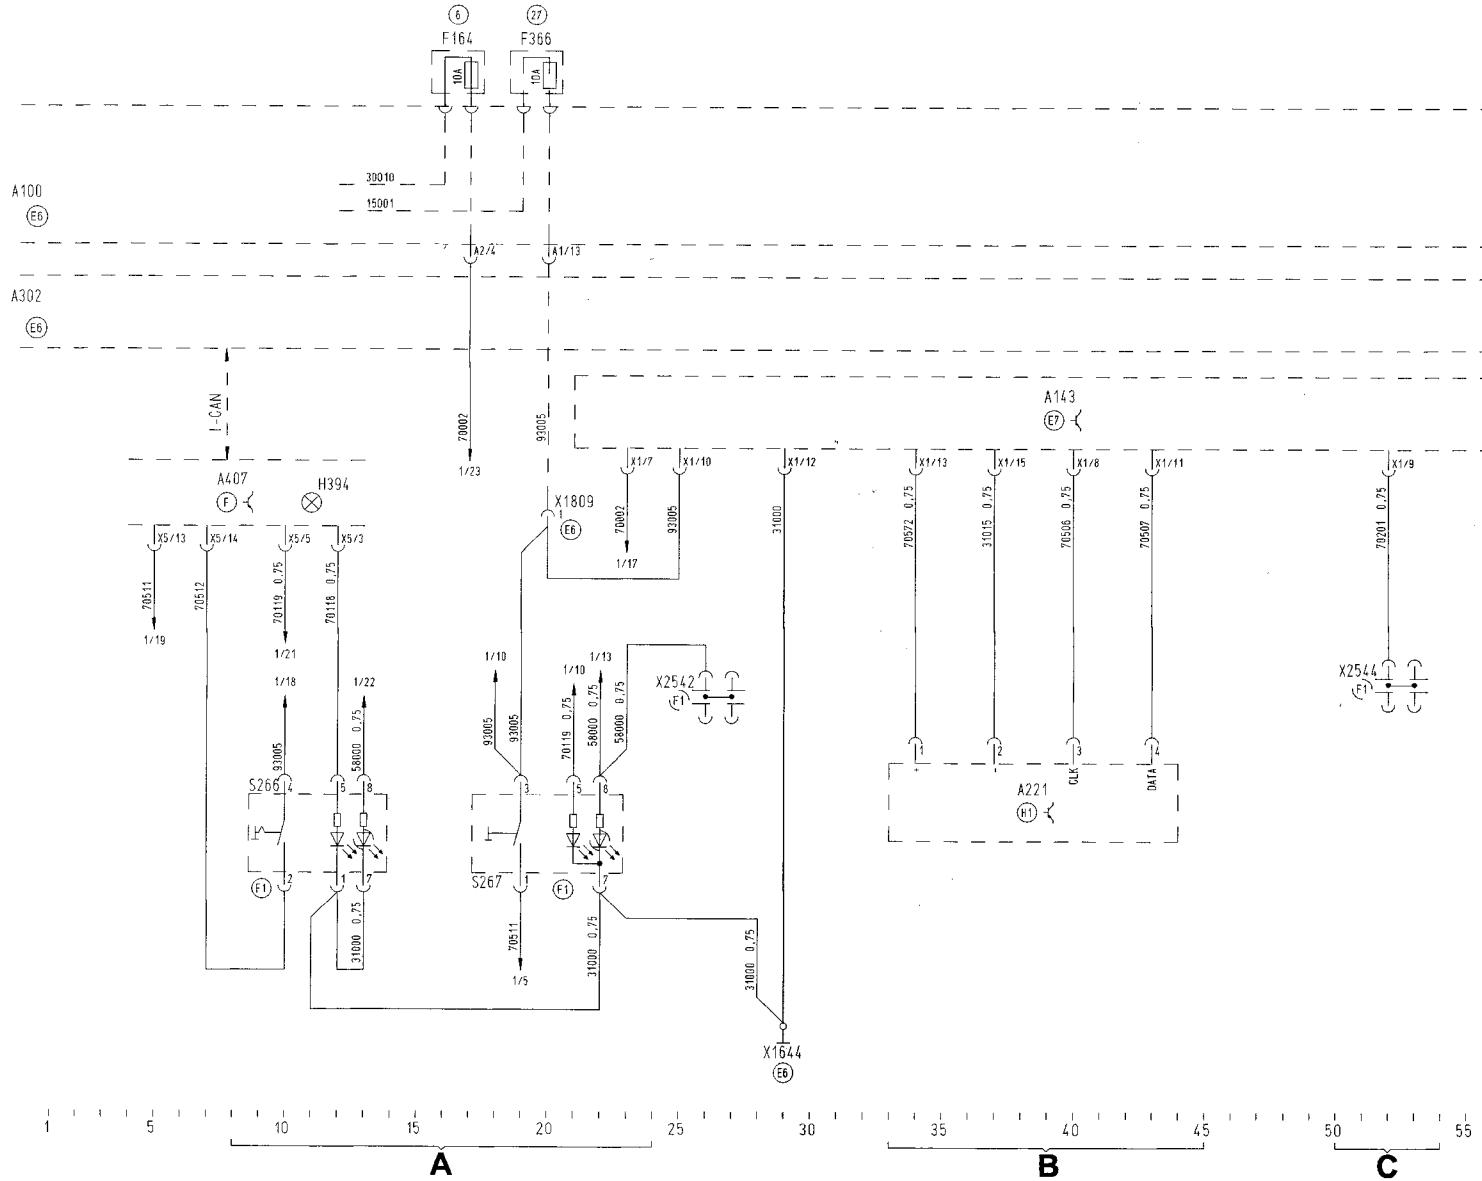 6 27
F164 F366
10A 10A
30010
A100
15001
E6
A2/4 A1/13
A302
E6
A143
I-CAN
E7
70002 93005
X1/7 X1/10 X1/12 X1/13 X1/15 X1/8 X1/11 X1/9
1/23
A407 H394
F
X1809
1
E6
70002 93005 31000 70572 0,75 31015 0,75 70506 0,75 70507 0,75 70201 0,75
X5/13 X5/14 X5/5 X5/3
1/17
70511 70512 70119 0,75 70118 0,75
1/19
1/21
1/10 1/13
1/10
1/18 1/22
X2542
F1
X2544
F1
93005 58000 0,75 93005 93005 70119 0,75 58000 0,75 58000 0,75
1 2 3 4
S266 4 5 8 3 5 8
+ - CLK DATA
A221
H1
S267
F1 2 1 7 1 F1 7
31000 0,75 70511 31000 0,75 31000 0,75
1/5
X1644
E6
1 5 10 15 20 25 30 35 40 45 50 55
A B C